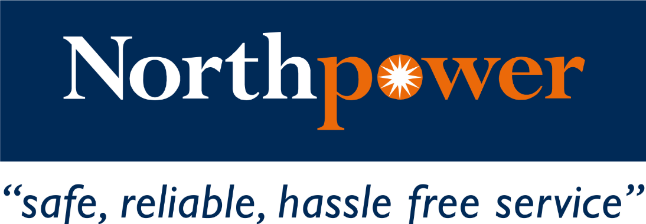 Northpower
“safe, reliable, hassle free service”